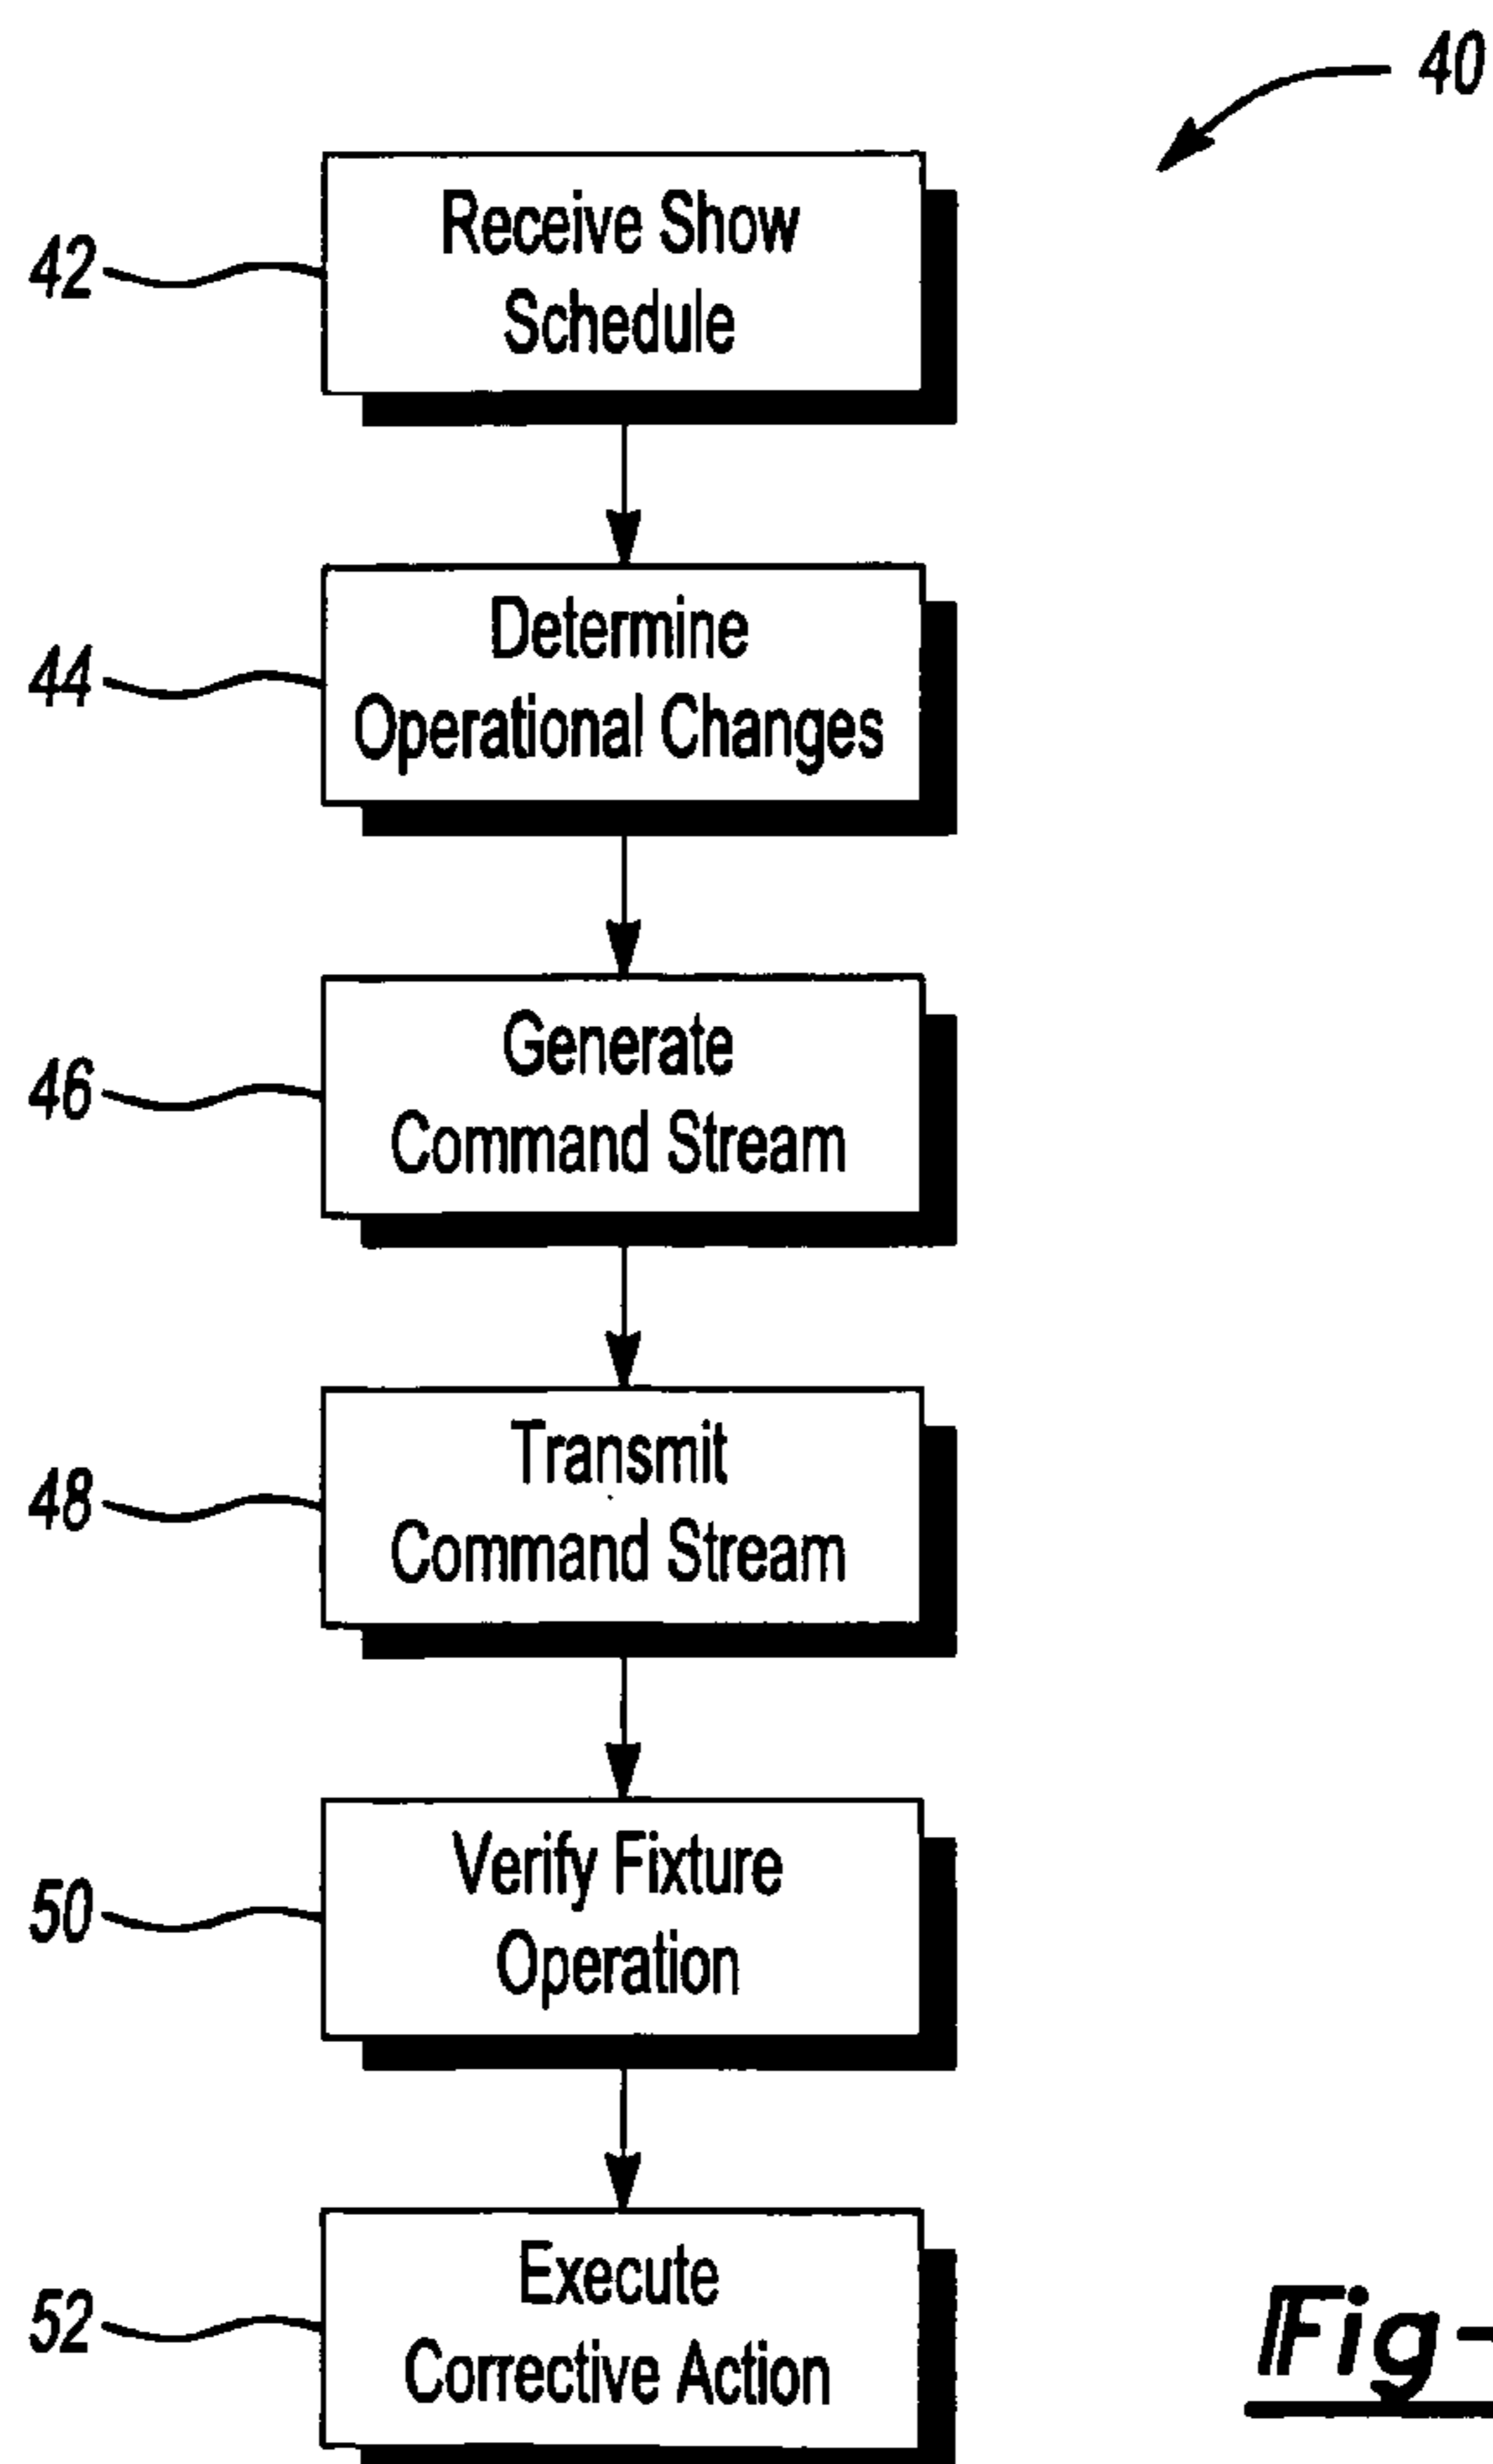 40
42
Receive Show
Schedule
44
Determine
Operational Changes
46
Generate
Command Stream
48
Transmit
Command Stream
50
Verify Fixture
Operation
52
Execute
Corrective Action
Fig-